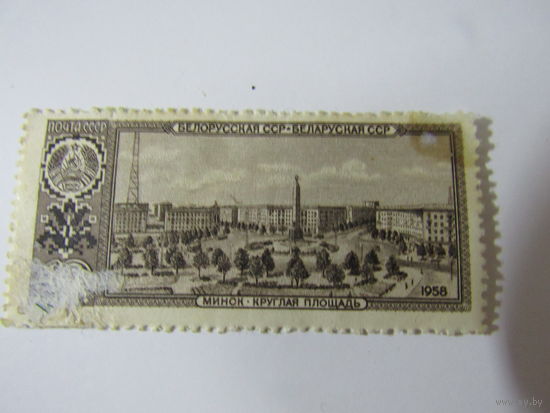 ПОЧТА СССР
БЕЛОРУССКАЯ ССР • БЕЛАРУСКАЯ ССР
1958
МИНСК • КРУГЛАЯ ПЛОЩАДЬ
www.ay.by